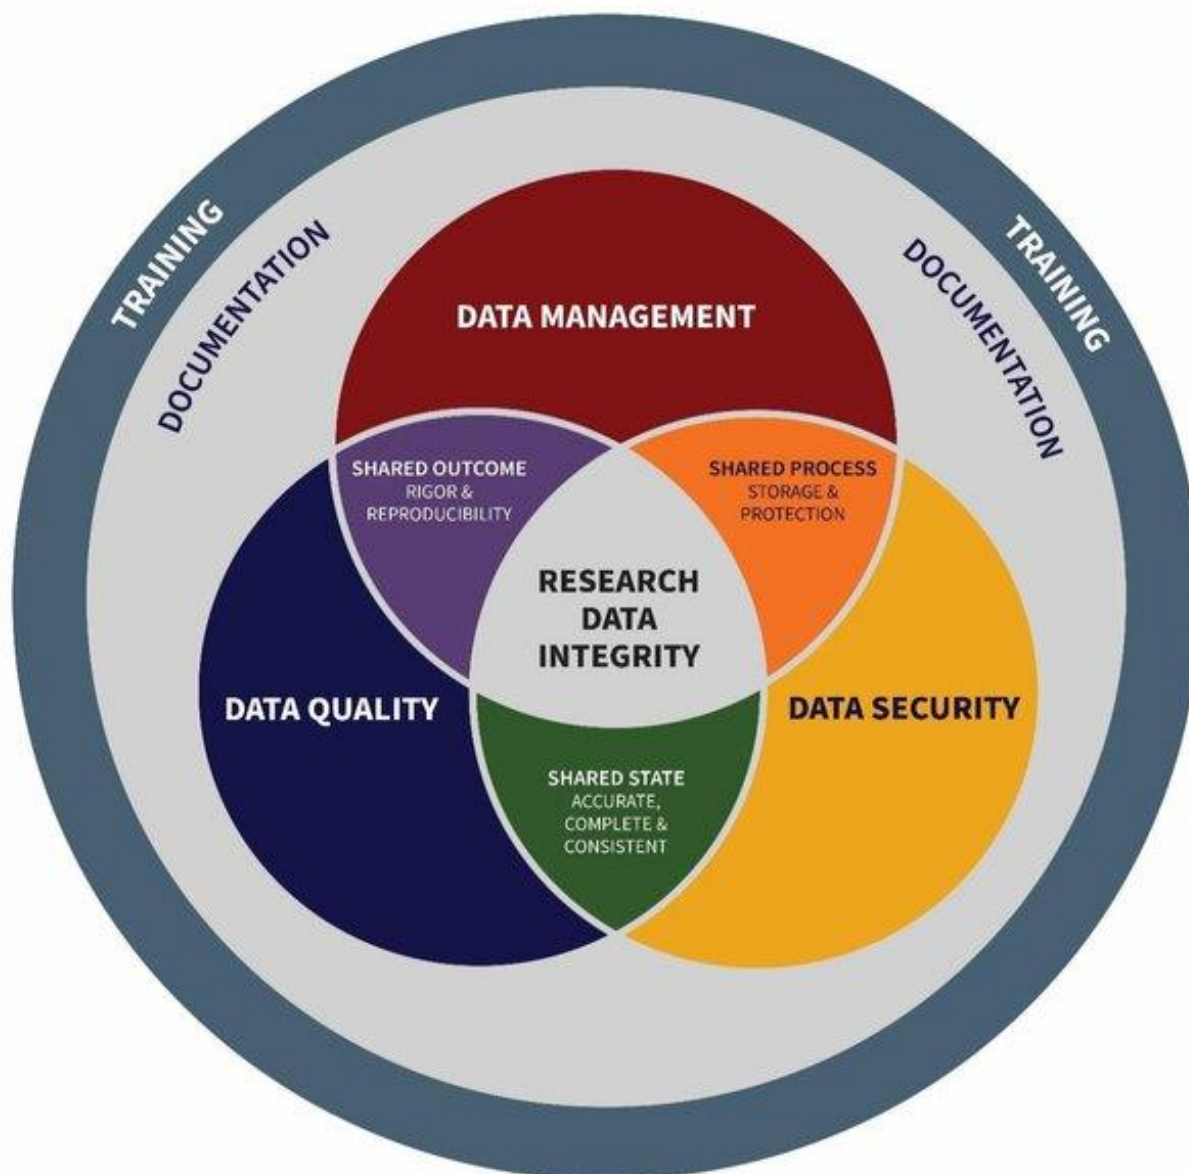 TRAINING
DOCUMENTATION
TRAINING
DOCUMENTATION
DATA MANAGEMENT
SHARED OUTCOME
RIGOR &
REPRODUCIBILITY
SHARED PROCESS
STORAGE &
PROTECTION
RESEARCH
DATA
INTEGRITY
DATA QUALITY
DATA SECURITY
SHARED STATE
ACCURATE,
COMPLETE &
CONSISTENT